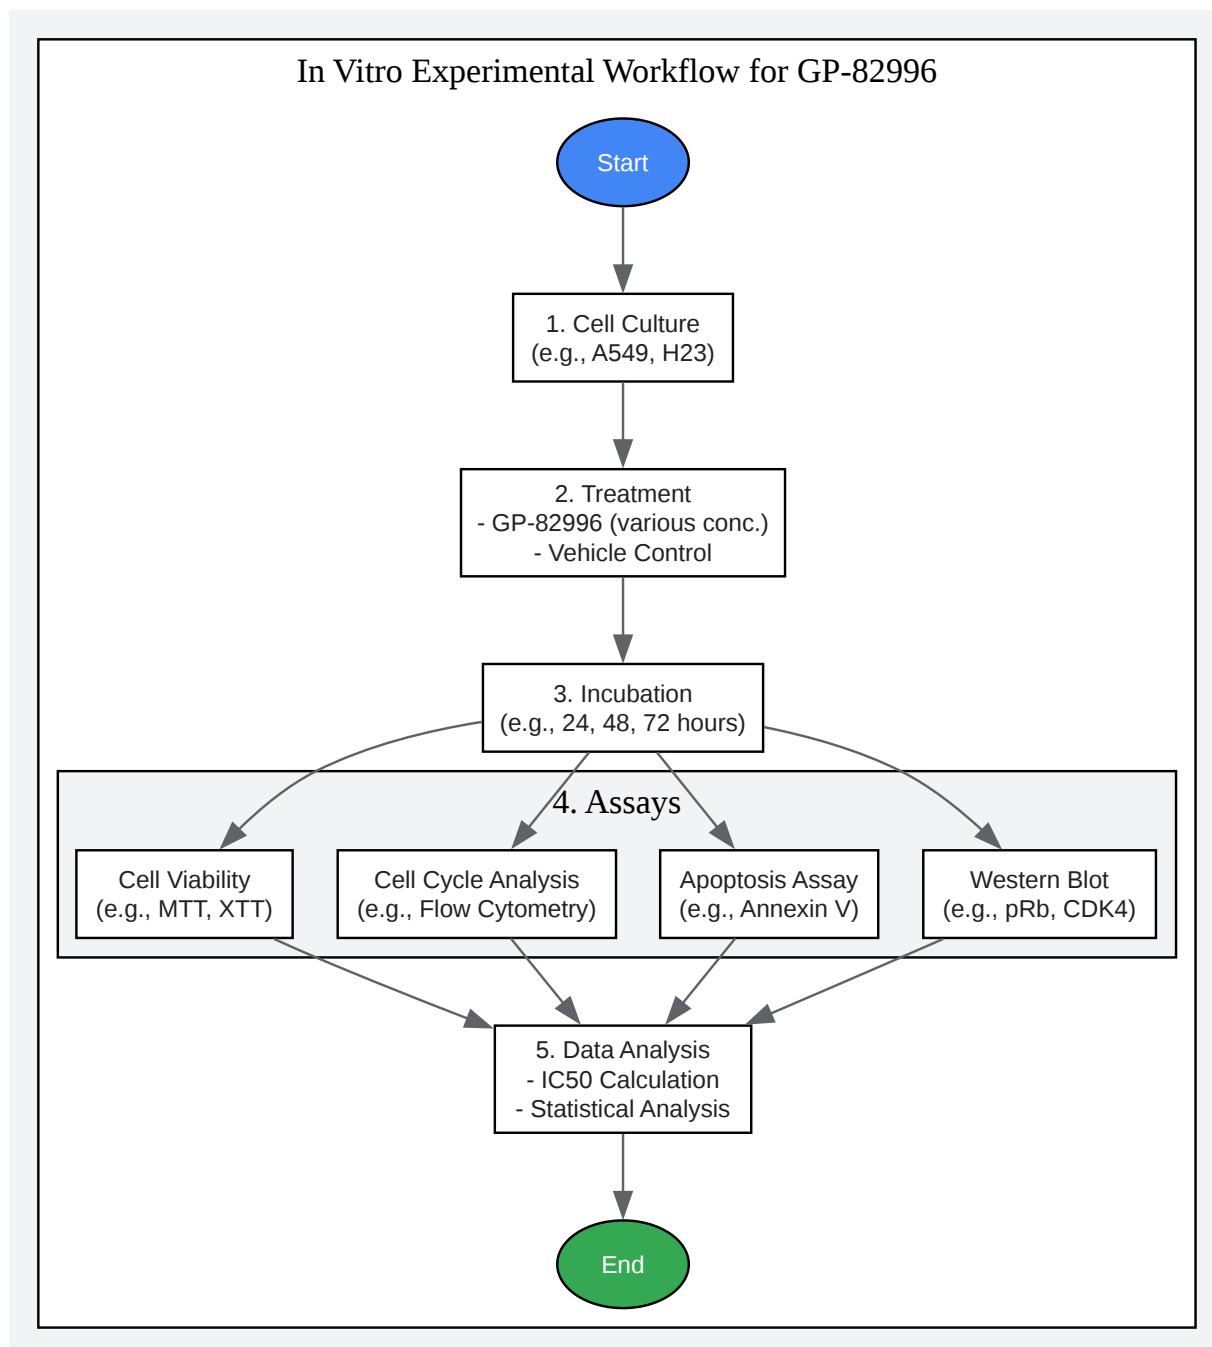 In Vitro Experimental Workflow for GP-82996
Start
1. Cell Culture
(e.g., A549, H23)
2. Treatment
- GP-82996 (various conc.)
- Vehicle Control
3. Incubation
(e.g., 24, 48, 72 hours)
4. Assays
Cell Viability
(e.g., MTT, XTT)
Cell Cycle Analysis
(e.g., Flow Cytometry)
Apoptosis Assay
(e.g., Annexin V)
Western Blot
(e.g., pRb, CDK4)
5. Data Analysis
- IC50 Calculation
- Statistical Analysis
End